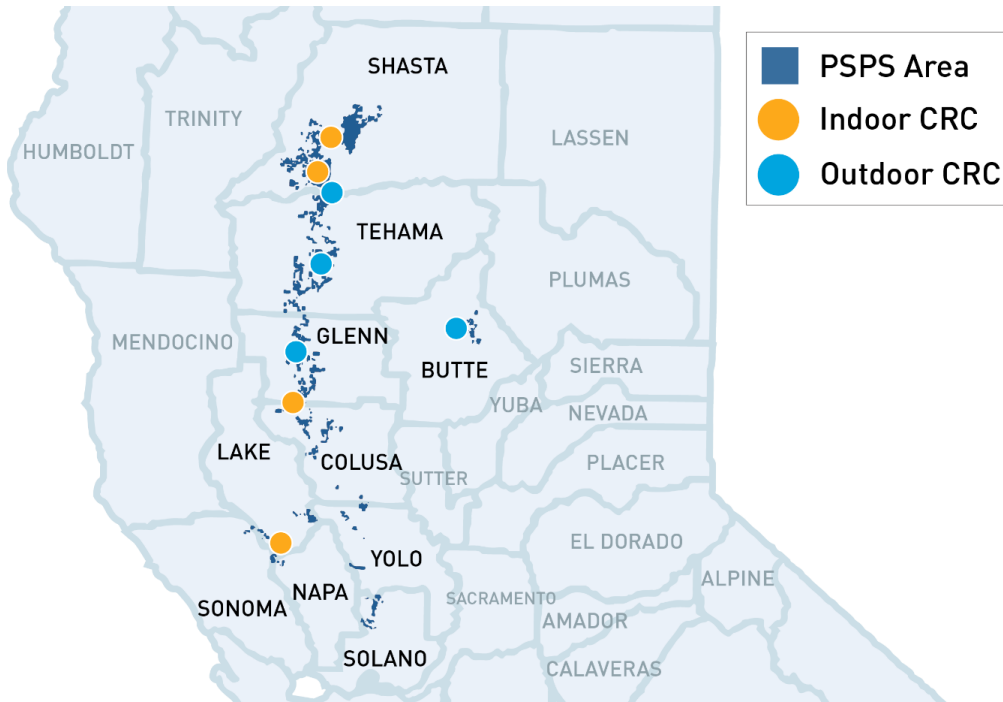 SHASTA
PSPS Area
TRINITY
Indoor CRC
LASSEN
HUMBOLDT
Outdoor CRC
TEHAMA
PLUMAS
GLENN
MENDOCINO
BUTTE
SIERRA
YUBA
NEVADA
LAKE
COLUSA
PLACER
SUTTER
EL DORADO
YOLO
ALPINE
NAPA
SACRAMENTO
SONOMA
AMADOR
SOLANO
CALAVERAS